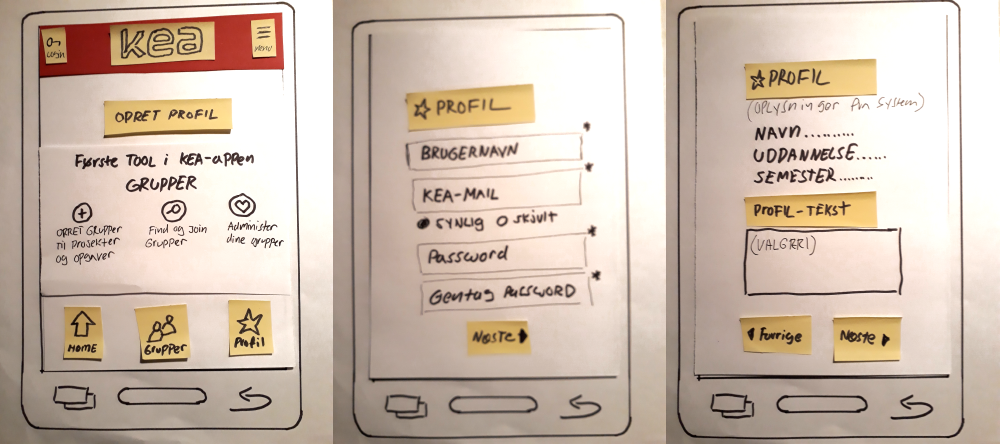 Login
kea
Menu
OPRET PROFIL
Første TOOL i KEA-appen
GRUPPER
OPRET Grupper
Til projekter
og opgaver
Find og Join
Grupper
Administer
dine grupper
HOME
Grupper
Profil
PROFIL
*
BRUGERNAVN
*
KEA-MAIL
SYNLIG O SKJULT
*
Password
*
Gentag PASSWORD
NÆSTE
PROFIL
(OPLYSNINGER fra System)
NAVN..........
UDDANNELSE......
SEMESTER........
PROFIL-TEKST
(VALGFRI)
Forrige
Næste